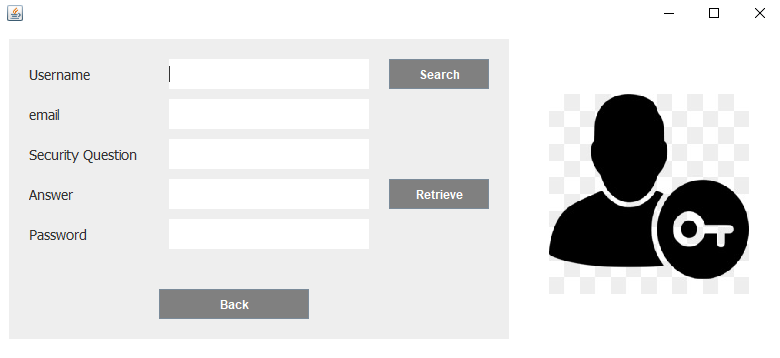 Username Search
email
Security Question
Answer Retrieve
Password
Back